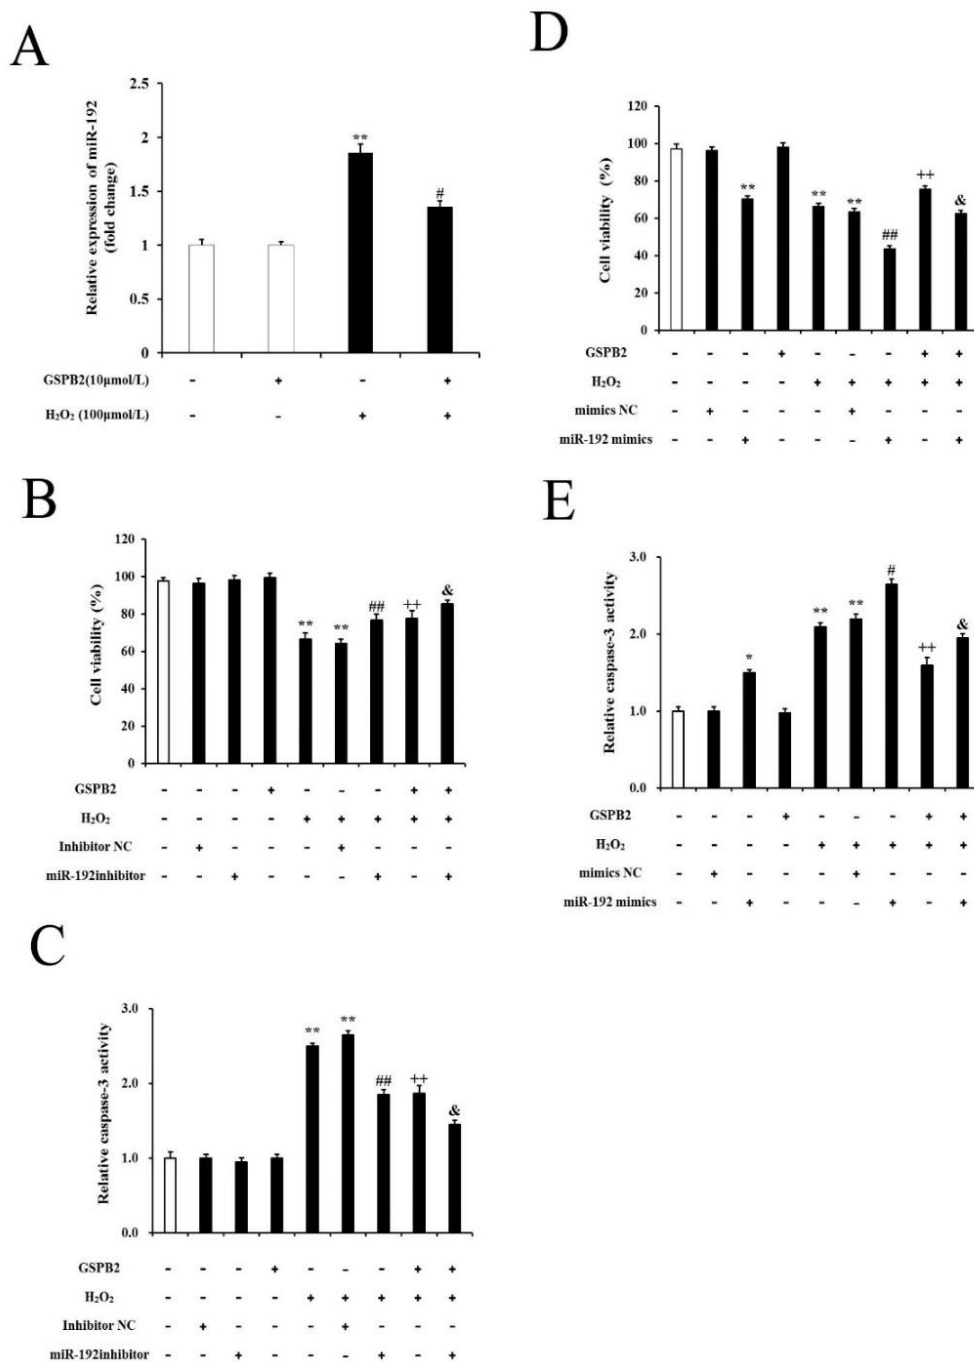 A
Relative expression of miR-192
(fold change)
2.5
2
1.5
1
0.5
0
**
#
GSPB2(10μmol/L) - + - +
H₂O₂ (100μmol/L) - - + +
B
Cell viability (%)
120
100
80
60
40
20
0
** ** ## ++ &
GSPB2 - - - + - - - + +
H₂O₂ - - - - + + + + +
Inhibitor NC - + - - - + - - -
miR-192inhibitor - - + - - - + - +
C
Relative caspase-3 activity
3.0
2.0
1.0
0.0
** ** ## ++ &
GSPB2 - - - + - - - + +
H₂O₂ - - - - + + + + +
Inhibitor NC - + - - - + - - -
miR-192inhibitor - - + - - - + - +
D
Cell viability (%)
120
100
80
60
40
20
0
** ** ** ## ++ &
GSPB2 - - - + - - - + +
H₂O₂ - - - - + + + + +
mimics NC - + - - - + - - -
miR-192 mimics - - + - - - + - +
E
Relative caspase-3 activity
3.0
2.0
1.0
0.0
* ** ** # ++ &
GSPB2 - - - + - - - + +
H₂O₂ - - - - + + + + +
mimics NC - + - - - + - - -
miR-192 mimics - - + - - - + - +